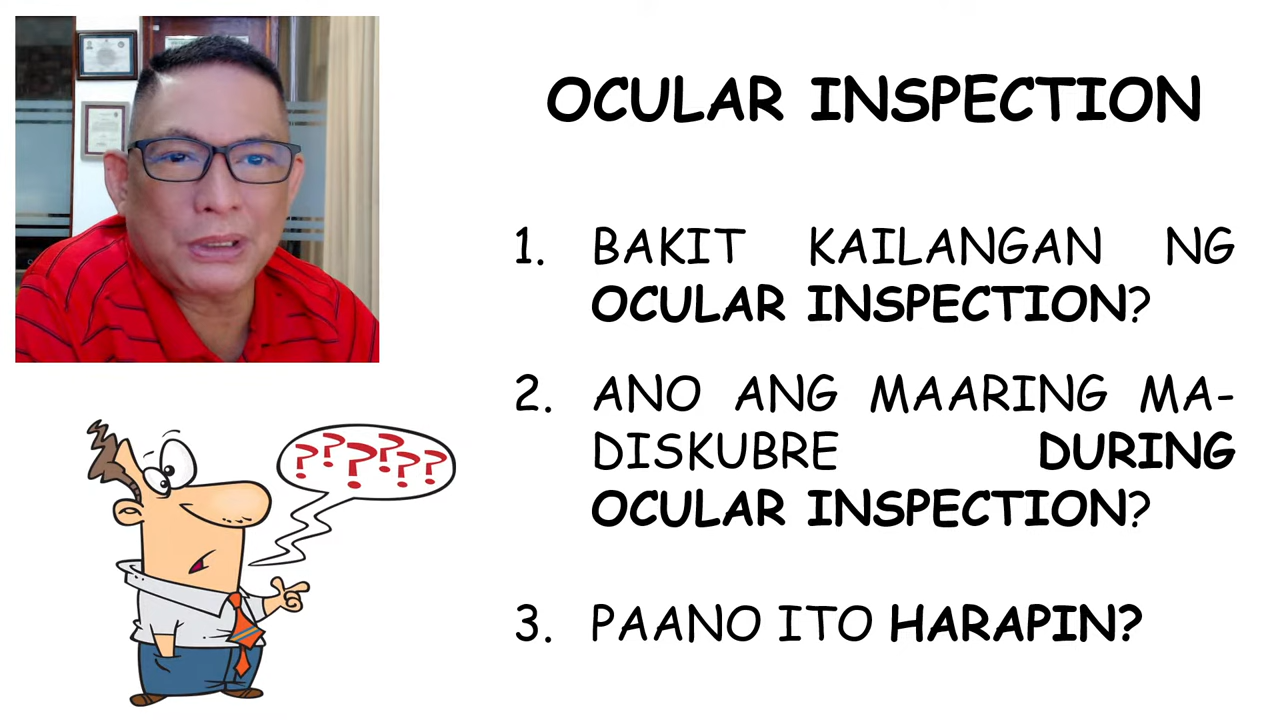 OCULAR INSPECTION
1. BAKIT KAILANGAN NG
OCULAR INSPECTION?
2. ANO ANG MAARING MA-
DISKUBRE DURING
OCULAR INSPECTION?
3. PAANO ITO HARAPIN?
??????